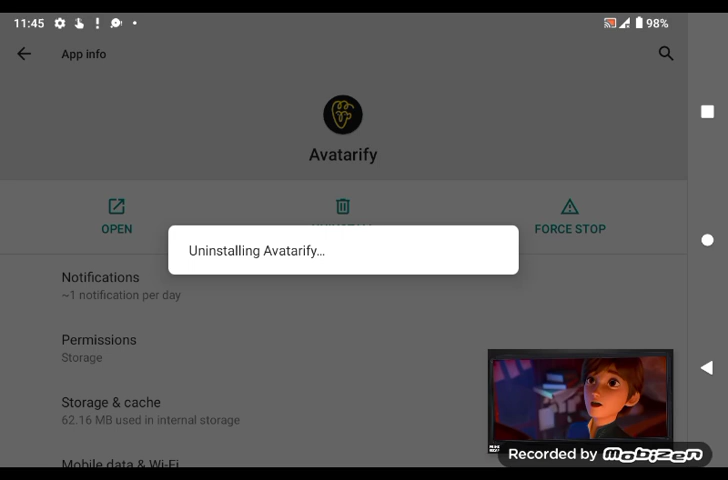 11:45
98%
App info
Avatarify
OPEN
FORCE STOP
Uninstalling Avatarify...
Notifications
~1 notification per day
Permissions
Storage
Storage & cache
62.16 MB used in internal storage
Mobile data & Wi-Fi
Recorded by mobizen